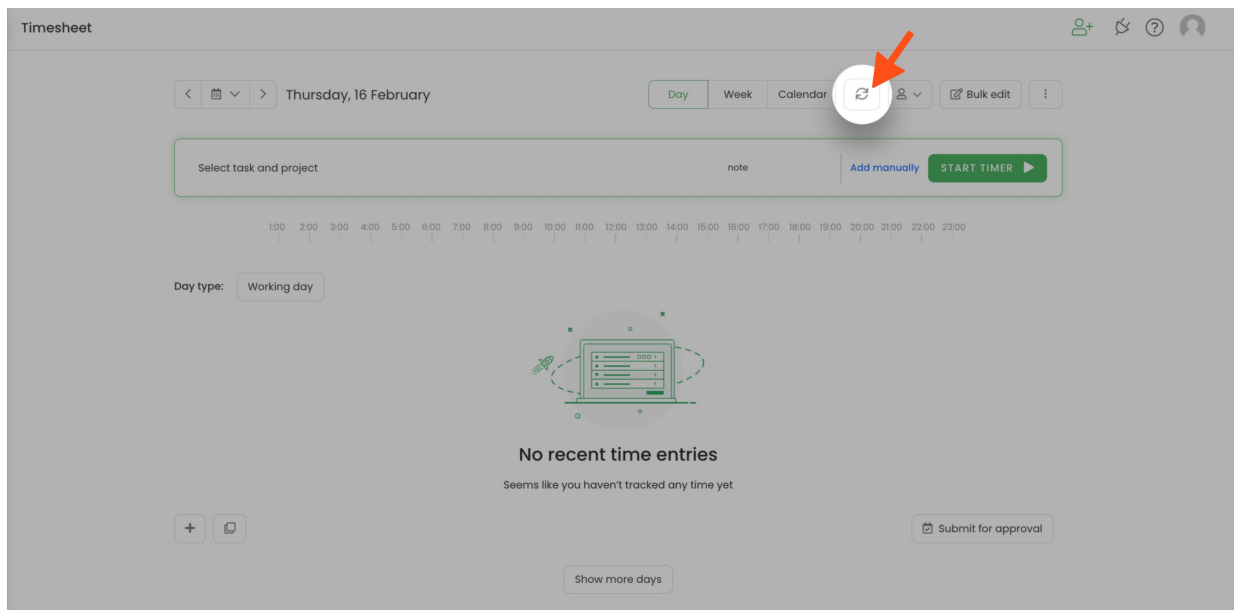 Timesheet
Thursday, 16 February
Day Week Calendar Bulk edit
Select task and project note Add manually START TIMER
1:00 2:00 3:00 4:00 5:00 6:00 7:00 8:00 9:00 10:00 11:00 12:00 13:00 14:00 15:00 16:00 17:00 18:00 19:00 20:00 21:00 22:00 23:00
Day type: Working day
No recent time entries
Seems like you haven't tracked any time yet
Submit for approval
Show more days